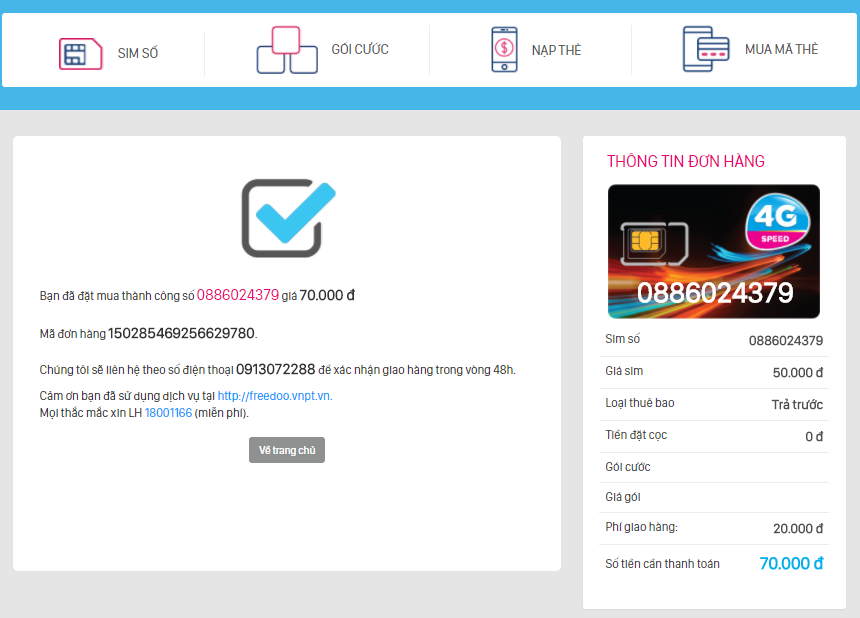 SIM SỐ
GÓI CƯỚC
NẠP THẺ
MUA MÃ THẺ
Bạn đã đặt mua thành công số 0886024379 giá 70.000 đ
Mã đơn hàng 150285469256629780.
Chúng tôi sẽ liên hệ theo số điện thoại 0913072288 để xác nhận giao hàng trong vòng 48h.
Cảm ơn bạn đã sử dụng dịch vụ tại http://freedoo.vnpt.vn.
Mọi thắc mắc xin LH 18001166 (miễn phí).
Về trang chủ
THÔNG TIN ĐƠN HÀNG
4G
SPEED
0886024379
Sim số 0886024379
Giá sim 50.000 đ
Loại thuê bao Trả trước
Tiền đặt cọc 0 đ
Gói cước
Giá gói
Phí giao hàng: 20.000 đ
Số tiền cần thanh toán 70.000 đ